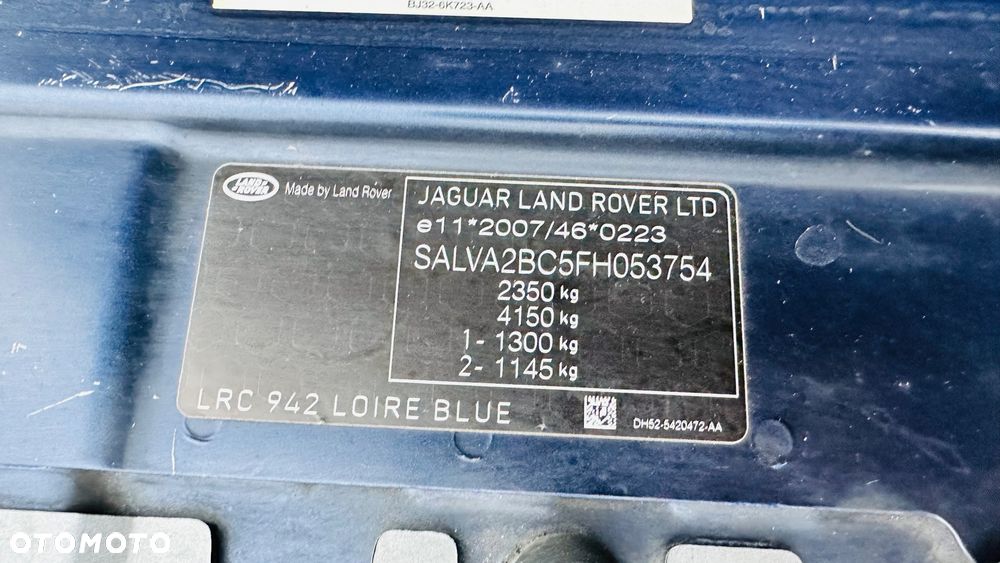 BJ32-6K723-AA
LAND ROVER
Made by Land Rover
JAGUAR LAND ROVER LTD
e11*2007/46*0223
SALVA2BC5FH053754
2350 kg
4150 kg
1- 1300 kg
2- 1145 kg
LRC 942 LOIRE BLUE
DH52-5420472-AA
OTOMOTO